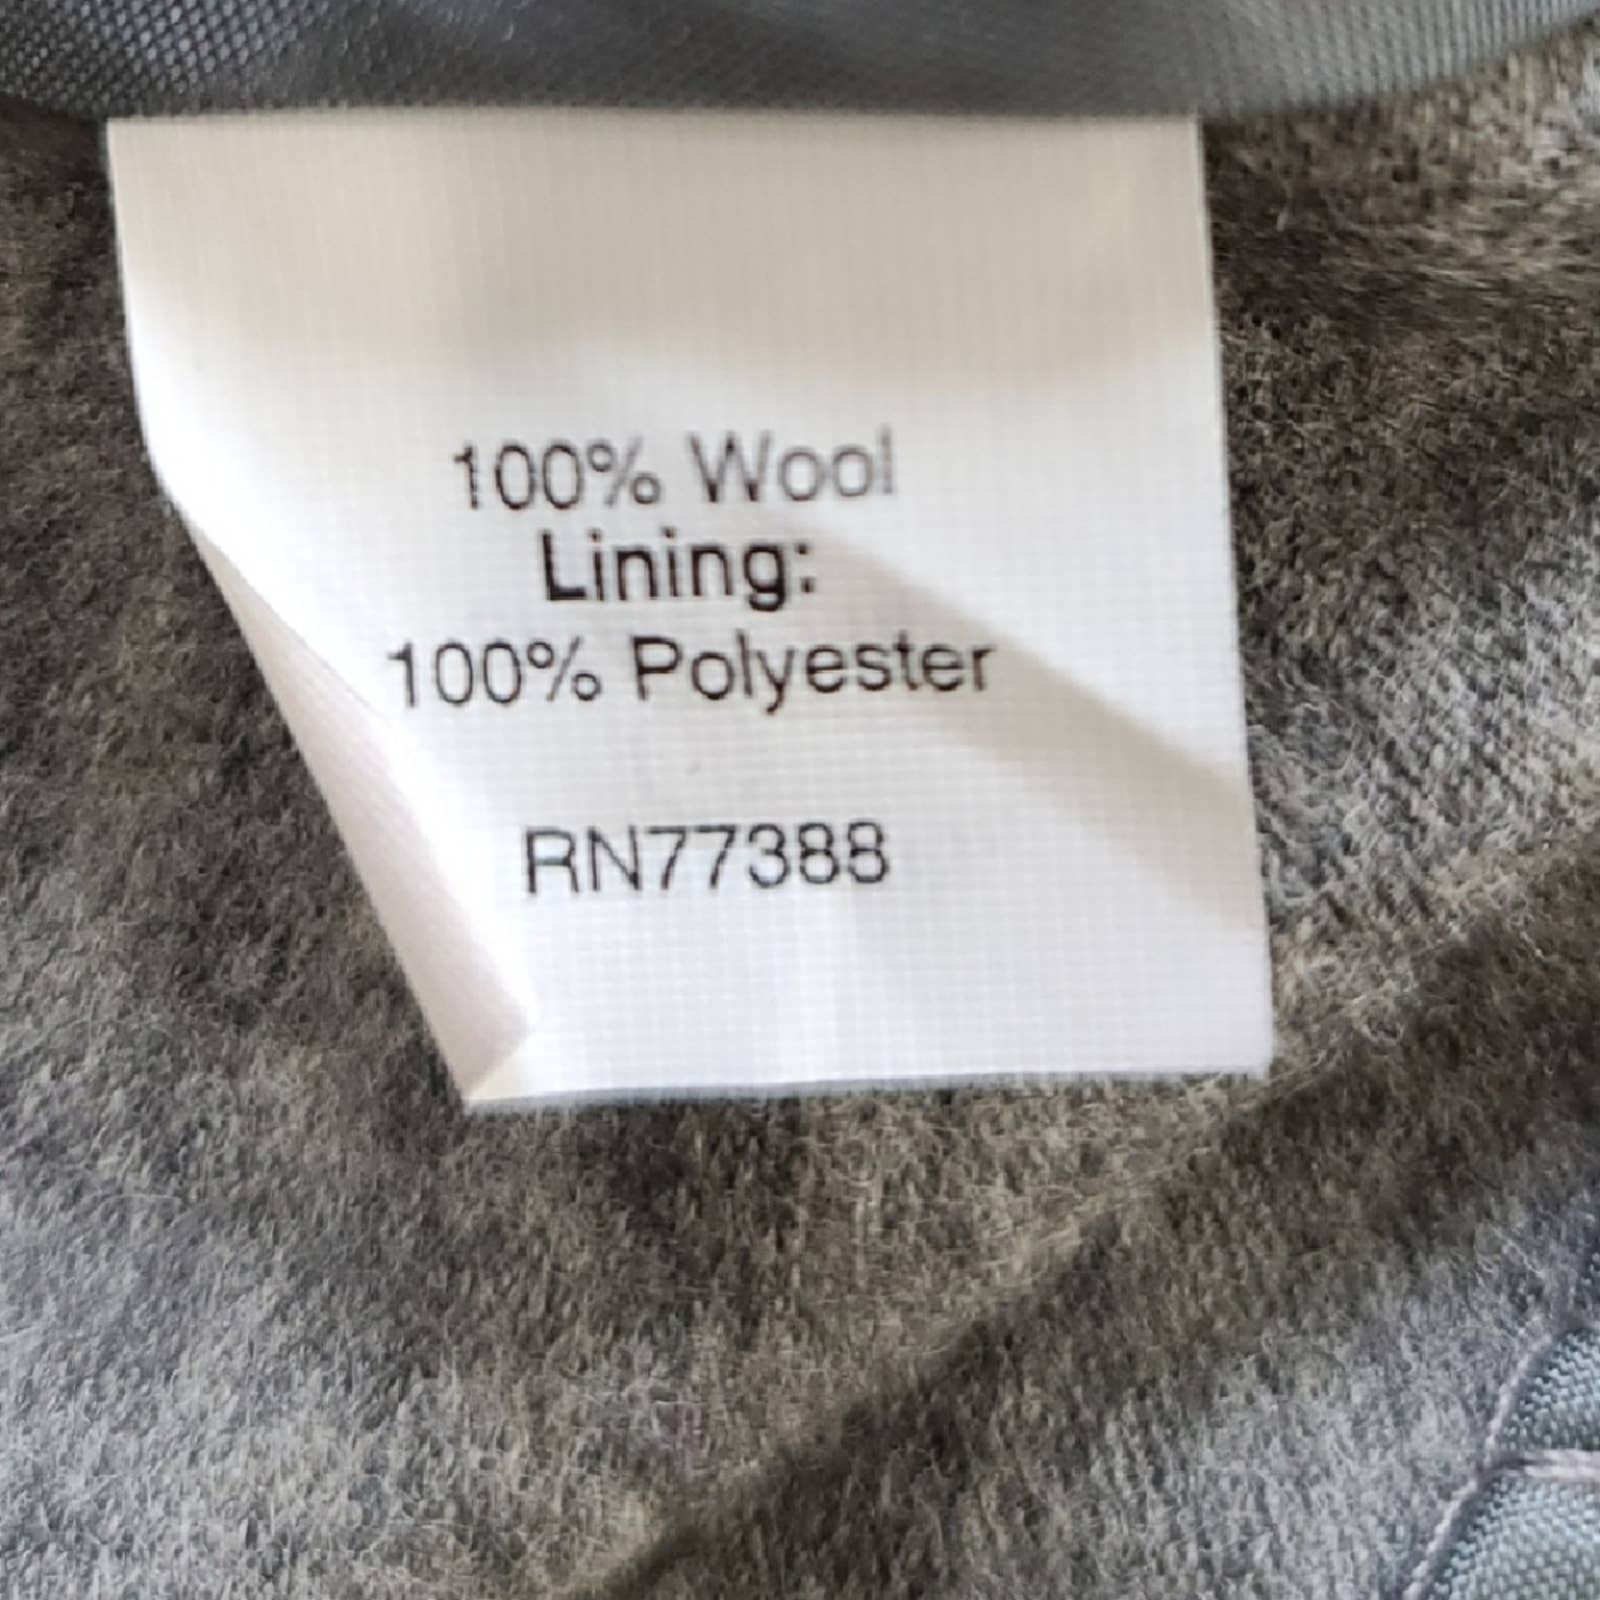 100% Wool
Lining:
100% Polyester
RN77388